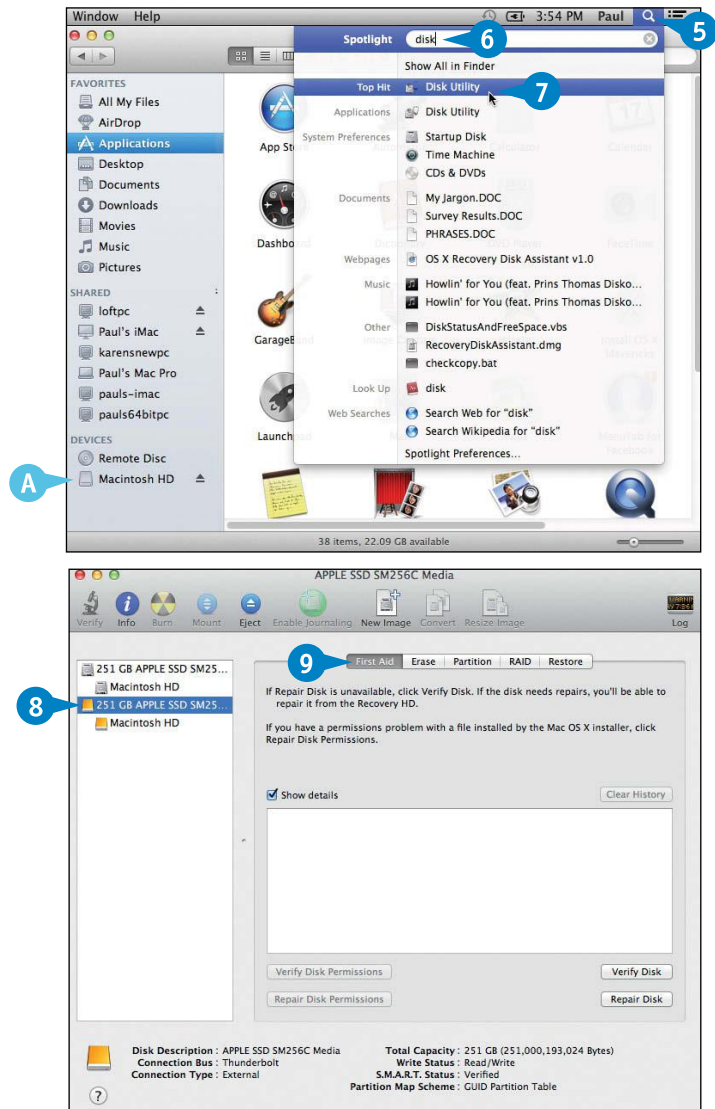 Window Help 3:54 PM Paul
5
Spotlight disk
6
Show All in Finder
Top Hit Disk Utility
7
Applications Disk Utility
System Preferences Startup Disk
Time Machine
CDs & DVDs
Documents My Jargon.DOC
Survey Results.DOC
PHRASES.DOC
Webpages OS X Recovery Disk Assistant v1.0
Music Howlin' for You (feat. Prins Thomas Disko...
Howlin' for You (feat. Prins Thomas Disko...
Other DiskStatusAndFreeSpace.vbs
RecoveryDiskAssistant.dmg
checkcopy.bat
Look Up disk
Web Searches Search Web for "disk"
Search Wikipedia for "disk"
Spotlight Preferences...
FAVORITES
All My Files
AirDrop
Applications
Desktop
Documents
Downloads
Movies
Music
Pictures
SHARED
loftpc
Paul's iMac
karensnewpc
Paul's Mac Pro
pauls-imac
pauls64bitpc
DEVICES
Remote Disc
A
Macintosh HD
App St
Dashbo
GarageB
Launch
38 items, 22.09 GB available
APPLE SSD SM256C Media
Verify Info Burn Mount Eject Enable Journaling New Image Convert Resize Image Log
251 GB APPLE SSD SM25...
Macintosh HD
8
251 GB APPLE SSD SM25...
Macintosh HD
9
First Aid Erase Partition RAID Restore
If Repair Disk is unavailable, click Verify Disk. If the disk needs repairs, you'll be able to
repair it from the Recovery HD.
If you have a permissions problem with a file installed by the Mac OS X installer, click
Repair Disk Permissions.
Show details Clear History
Verify Disk Permissions Verify Disk
Repair Disk Permissions Repair Disk
Disk Description : APPLE SSD SM256C Media
Connection Bus : Thunderbolt
Connection Type : External
Total Capacity : 251 GB (251,000,193,024 Bytes)
Write Status : Read/Write
S.M.A.R.T. Status : Verified
Partition Map Scheme : GUID Partition Table
?